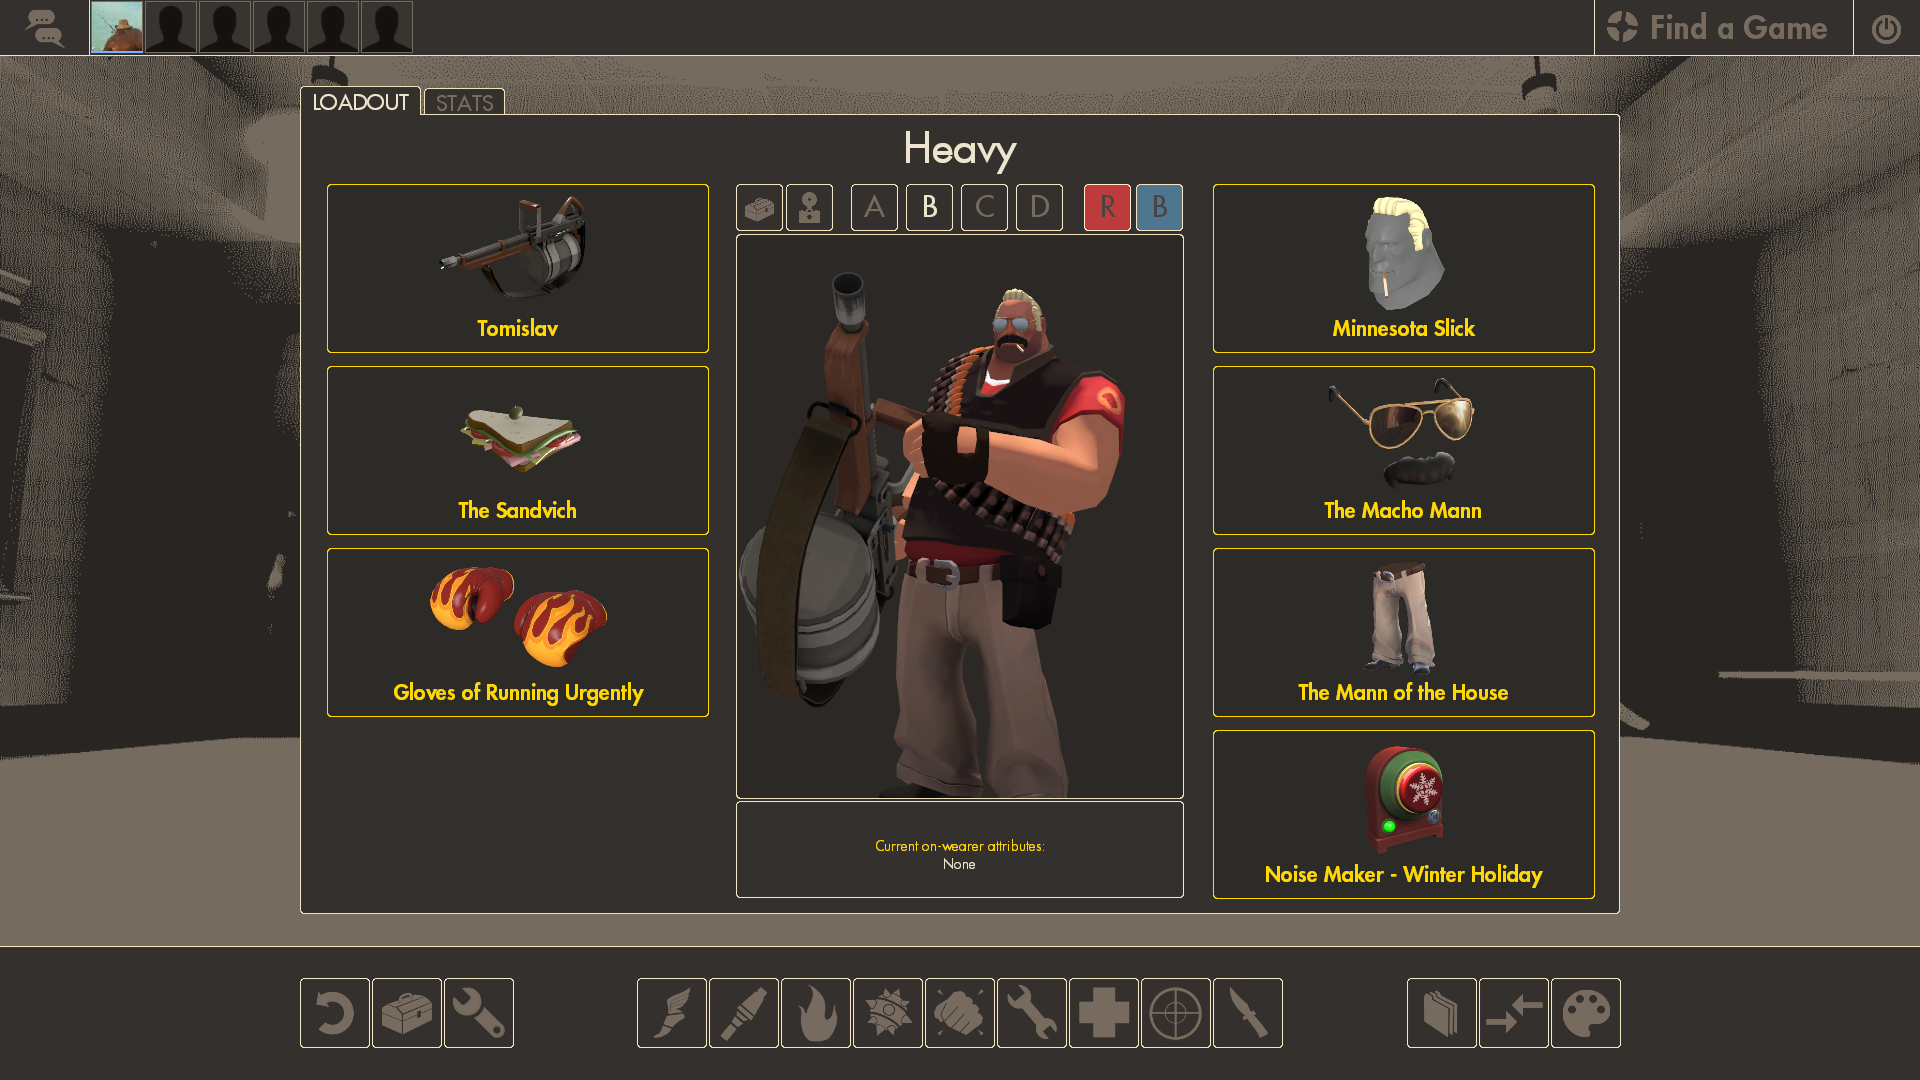 Find a Game
LOADOUT
STATS
Heavy
A
B
C
D
R
B
Tomislav
The Sandvich
Gloves of Running Urgently
Minnesota Slick
The Macho Mann
The Mann of the House
Noise Maker - Winter Holiday
Current on-wearer attributes:
None